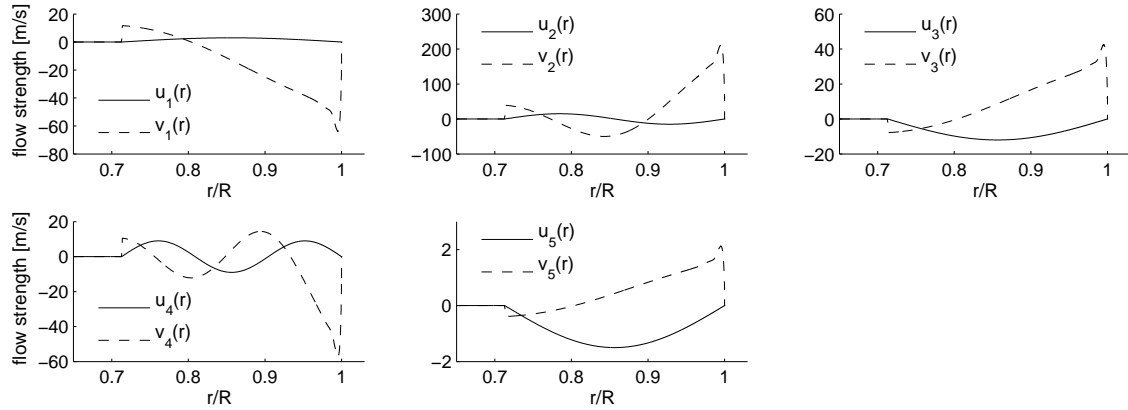 flow strength [m/s]
20
0
−20
−40
−60
−80
u1(r)
v1(r)
0.7 0.8 0.9 1
r/R
300
200
100
0
−100
u2(r)
v2(r)
0.7 0.8 0.9 1
r/R
60
40
20
0
−20
u3(r)
v3(r)
0.7 0.8 0.9 1
r/R
flow strength [m/s]
20
0
−20
−40
−60
u4(r)
v4(r)
0.7 0.8 0.9 1
r/R
2
0
−2
u5(r)
v5(r)
0.7 0.8 0.9 1
r/R